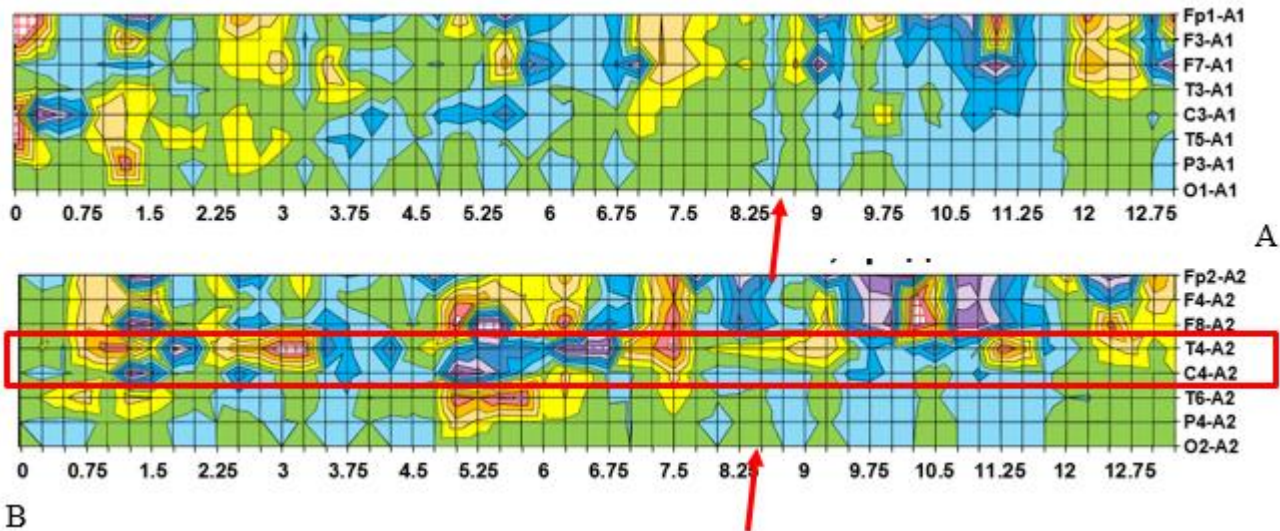 Fp1-A1
F3-A1
F7-A1
T3-A1
C3-A1
T5-A1
P3-A1
O1-A1
0 0.75 1.5 2.25 3 3.75 4.5 5.25 6 6.75 7.5 8.25 9 9.75 10.5 11.25 12 12.75
A
Fp2-A2
F4-A2
F8-A2
T4-A2
C4-A2
T6-A2
P4-A2
O2-A2
0 0.75 1.5 2.25 3 3.75 4.5 5.25 6 6.75 7.5 8.25 9 9.75 10.5 11.25 12 12.75
B